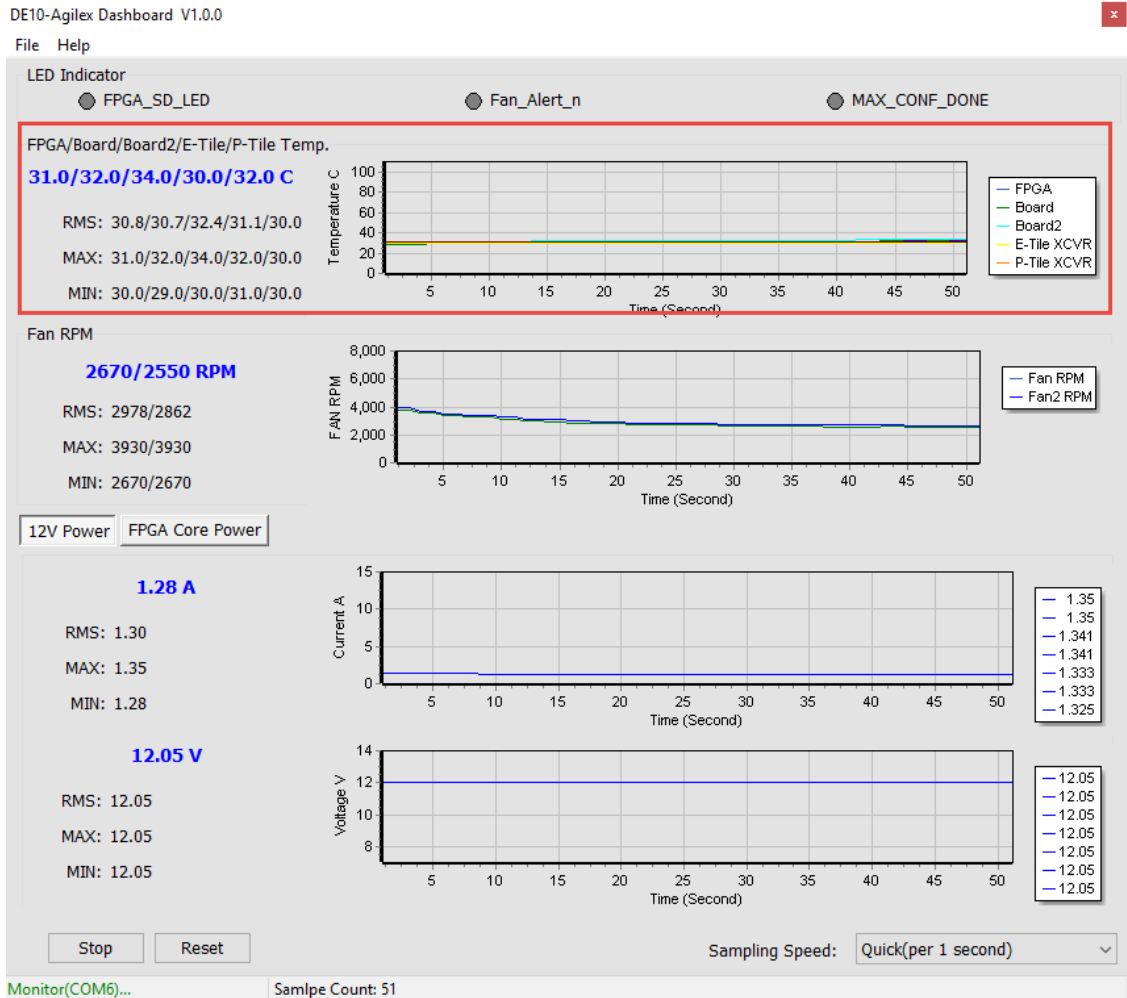 DE10-Agilex Dashboard V1.0.0
x
File Help
LED Indicator
FPGA_SD_LED Fan_Alert_n MAX_CONF_DONE
FPGA/Board/Board2/E-Tile/P-Tile Temp.
31.0/32.0/34.0/30.0/32.0 C
RMS: 30.8/30.7/32.4/31.1/30.0
MAX: 31.0/32.0/34.0/32.0/30.0
MIN: 30.0/29.0/30.0/31.0/30.0
Temperature C
100
80
60
40
20
0
5 10 15 20 25 30 35 40 45 50
Time (Second)
FPGA
Board
Board2
E-Tile XCVR
P-Tile XCVR
Fan RPM
2670/2550 RPM
RMS: 2978/2862
MAX: 3930/3930
MIN: 2670/2670
FAN RPM
8,000
6,000
4,000
2,000
0
5 10 15 20 25 30 35 40 45 50
Time (Second)
Fan RPM
Fan2 RPM
12V Power FPGA Core Power
1.28 A
RMS: 1.30
MAX: 1.35
MIN: 1.28
Current A
15
10
5
0
5 10 15 20 25 30 35 40 45 50
Time (Second)
1.35
1.35
1.341
1.341
1.333
1.333
1.325
12.05 V
RMS: 12.05
MAX: 12.05
MIN: 12.05
Voltage V
14
12
10
8
5 10 15 20 25 30 35 40 45 50
Time (Second)
12.05
12.05
12.05
12.05
12.05
12.05
12.05
Stop Reset Sampling Speed: Quick(per 1 second)
Monitor(COM6)... Samlpe Count: 51